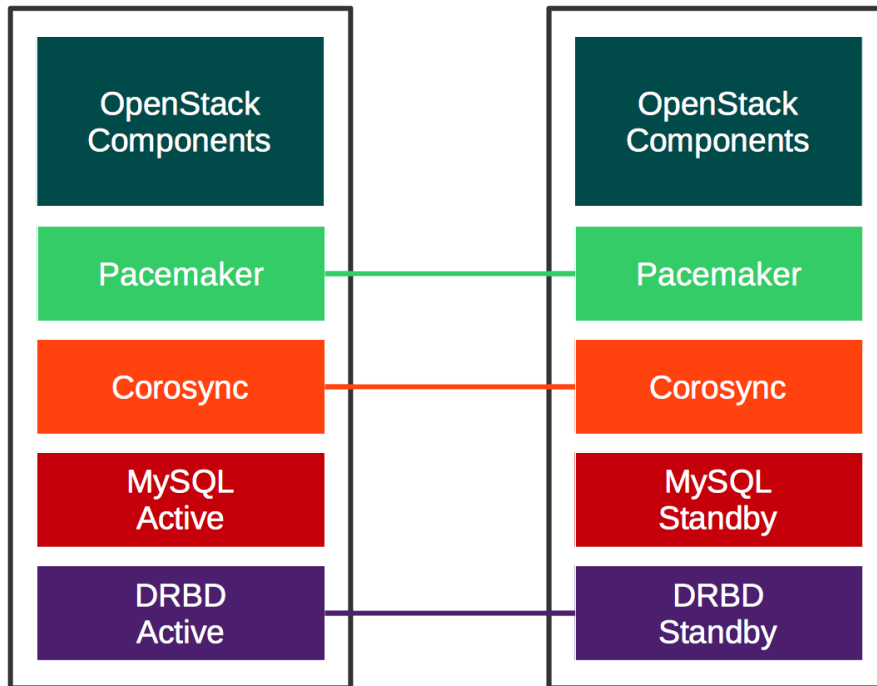 OpenStack
Components
Pacemaker
Corosync
MySQL
Active
DRBD
Active
OpenStack
Components
Pacemaker
Corosync
MySQL
Standby
DRBD
Standby